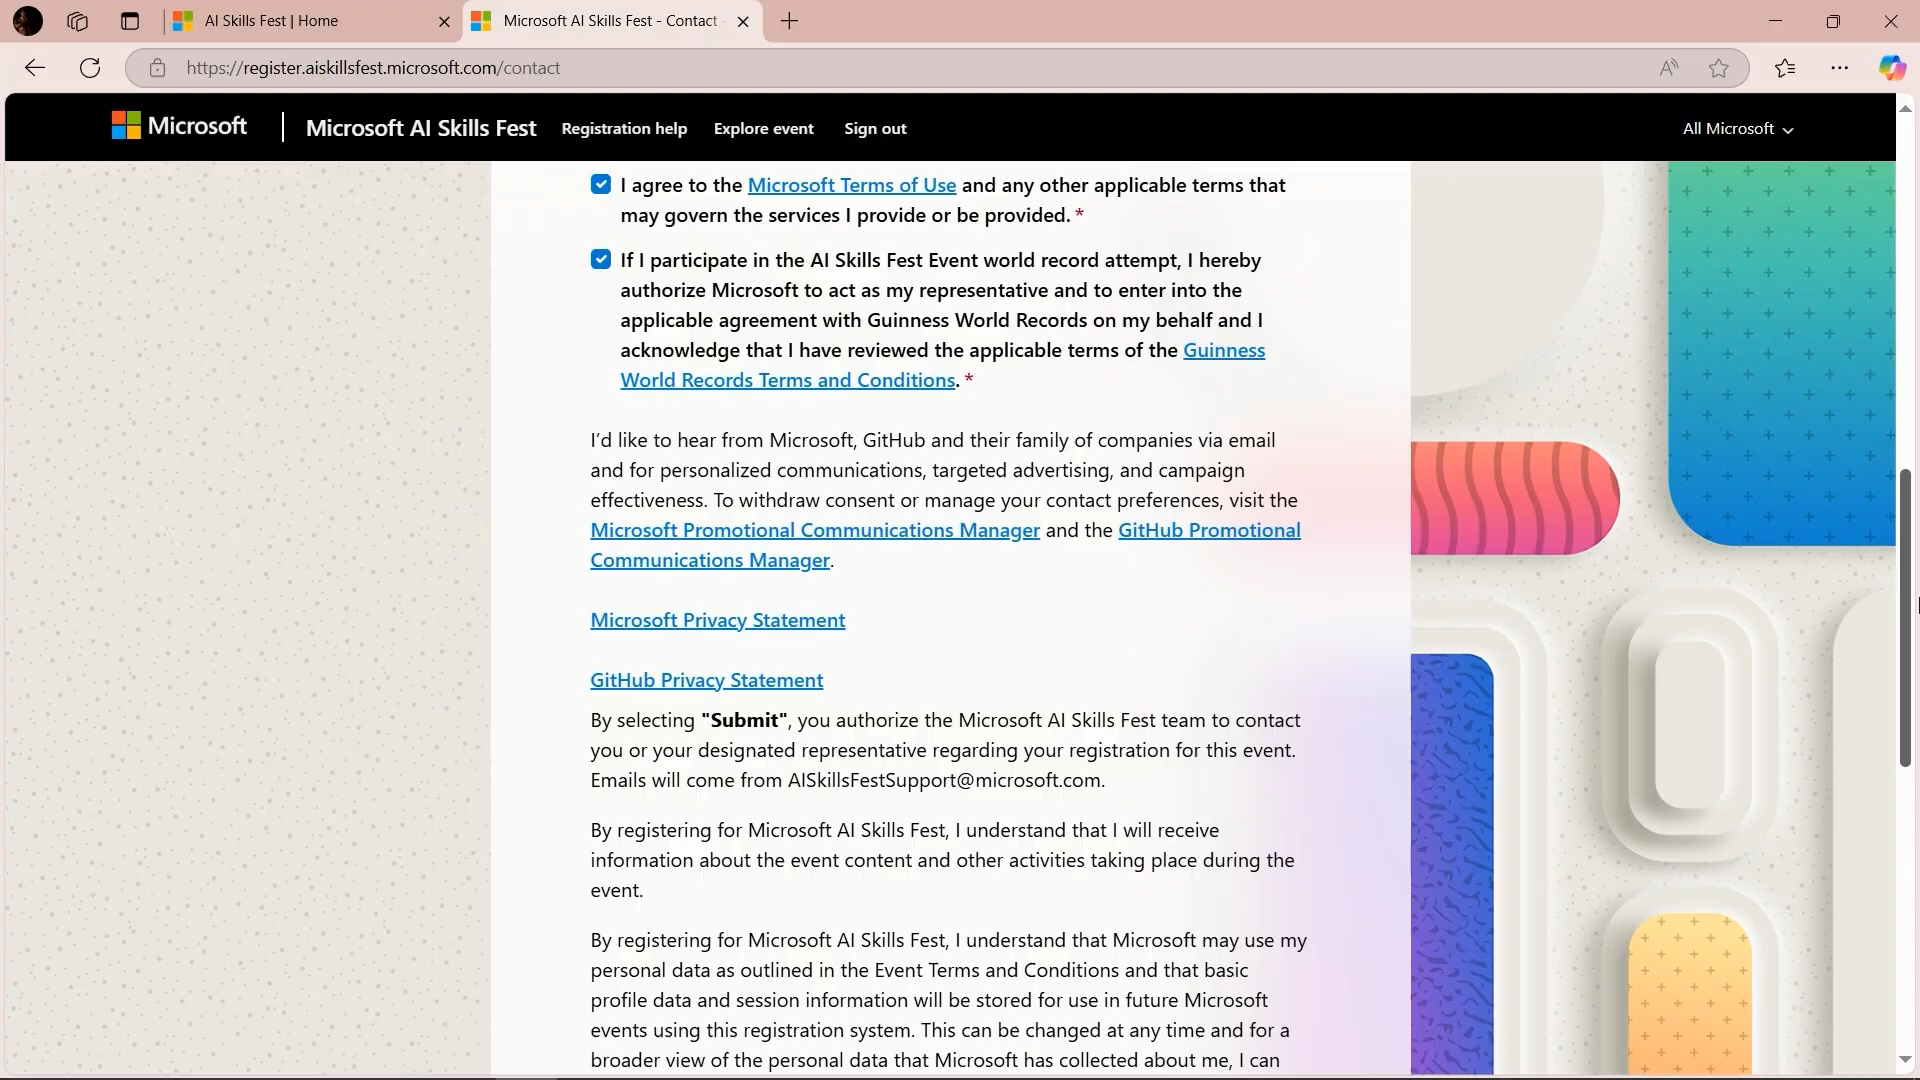 AI Skills Fest | Home
Microsoft AI Skills Fest - Contact
https://register.aiskillsfest.microsoft.com/contact
Microsoft
Microsoft AI Skills Fest
Registration help
Explore event
Sign out
All Microsoft
I agree to the Microsoft Terms of Use and any other applicable terms that
may govern the services I provide or be provided. *
If I participate in the AI Skills Fest Event world record attempt, I hereby
authorize Microsoft to act as my representative and to enter into the
applicable agreement with Guinness World Records on my behalf and I
acknowledge that I have reviewed the applicable terms of the Guinness
World Records Terms and Conditions. *
I’d like to hear from Microsoft, GitHub and their family of companies via email
and for personalized communications, targeted advertising, and campaign
effectiveness. To withdraw consent or manage your contact preferences, visit the
Microsoft Promotional Communications Manager and the GitHub Promotional
Communications Manager.
Microsoft Privacy Statement
GitHub Privacy Statement
By selecting "Submit", you authorize the Microsoft AI Skills Fest team to contact
you or your designated representative regarding your registration for this event.
Emails will come from AISkillsFestSupport@microsoft.com.
By registering for Microsoft AI Skills Fest, I understand that I will receive
information about the event content and other activities taking place during the
event.
By registering for Microsoft AI Skills Fest, I understand that Microsoft may use my
personal data as outlined in the Event Terms and Conditions and that basic
profile data and session information will be stored for use in future Microsoft
events using this registration system. This can be changed at any time and for a
broader view of the personal data that Microsoft has collected about me, I can